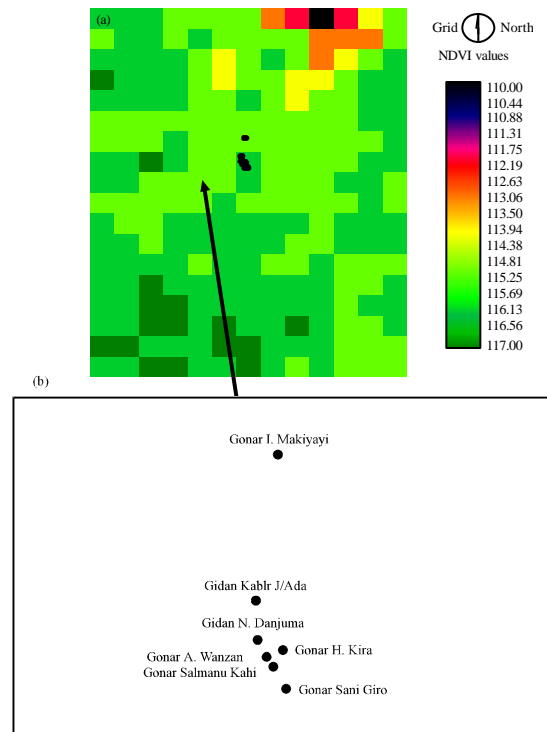 (a)
Grid North
NDVI values
110.00
110.44
110.88
111.31
111.75
112.19
112.63
113.06
113.50
113.94
114.38
114.81
115.25
115.69
116.13
116.56
117.00
(b)
Gonar I. Makiyayi
Gidan Kablr J/Ada
Gidan N. Danjuma
Gonar H. Kira
Gonar A. Wanzan
Gonar Salmanu Kahi
Gonar Sani Giro